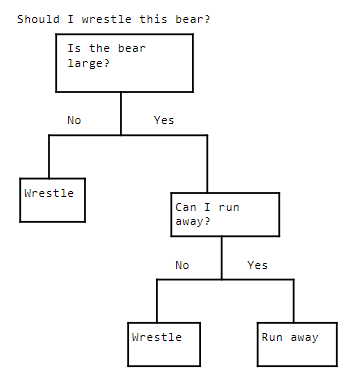 Should I wrestle this bear?
Is the bear
large?
No
Yes
Wrestle
Can I run
away?
No
Yes
Wrestle
Run away